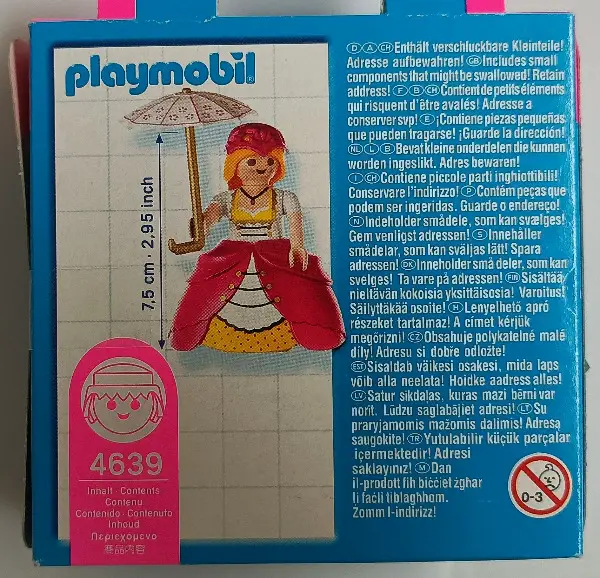 playmobil®
7,5 cm · 2,95 inch
4639
Inhalt · Contents
Contenu
Contenido · Contenuto
Inhoud
Περιεχόμενο
商品内容
D A CH Enthält verschluckbare Kleinteile!
Adresse aufbewahren! GB Includes small
components that might be swallowed! Retain
address! F B CH Contient de petits éléments
qui risquent d'être avalés! Adresse a
conserver svp! E ¡Contiene piezas pequeñas
que pueden tragarse! ¡Guarde la dirección!
NL L B Bevat kleine onderdelen die kunnen
worden ingeslikt. Adres bewaren!
I CH Contiene piccole parti inghiottibili!
Conservare l'indirizzo! P Contém peças que
podem ser ingeridas. Guarde o endereço!
N Indeholder smådele, som kan svælges!
Gem venligst adressen! S Innehåller
smådelar, som kan sväljas lätt! Spara
adressen! DK Inneholder små deler, som kan
svelges! Ta vare på adressen! FIN Sisältää
nieltävän kokoisia yksittäisosia! Varoitus!
Säilyttäkää osoite! H Lenyelhető apró
részeket tartalmaz! A címet kérjük
megőrizni! CZ Obsahuje polykatelné malé
díly! Adresu si dobře odložte!
EST Sisaldab väikesi osakesi, mida laps
võib alla neelata! Hoidke aadress alles!
LV Satur sīkdaļas, kuras mazi bērni var
norīt. Lūdzu saglabājiet adresi! LT Su
praryjamomis mažomis dalimis! Adresą
saugokite! TR Yutulabilir küçük parçalar
içermektedir! Adresi
saklayınız! M Dan
il-prodott fih biċċiet żgħar
li faċli tiblagħhom.
Żomm l-indirizz!
0-3